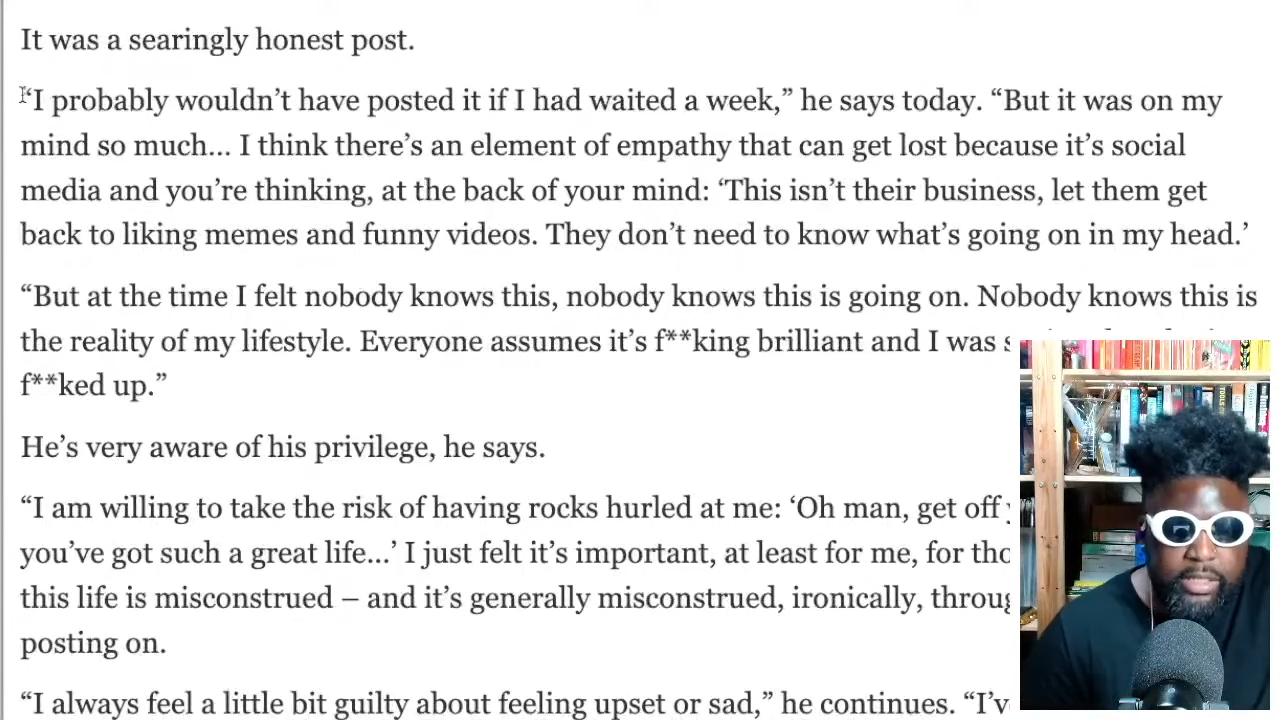 It was a searingly honest post.
“I probably wouldn’t have posted it if I had waited a week,” he says today. “But it was on my
mind so much... I think there’s an element of empathy that can get lost because it’s social
media and you’re thinking, at the back of your mind: ‘This isn’t their business, let them get
back to liking memes and funny videos. They don’t need to know what’s going on in my head.’
“But at the time I felt nobody knows this, nobody knows this is going on. Nobody knows this is
the reality of my lifestyle. Everyone assumes it’s f**king brilliant and I was
f**ked up.”
He’s very aware of his privilege, he says.
“I am willing to take the risk of having rocks hurled at me: ‘Oh man, get off
you’ve got such a great life...’ I just felt it’s important, at least for me, for
this life is misconstrued – and it’s generally misconstrued, ironically,
posting on.
“I always feel a little bit guilty about feeling upset or sad,” he continues.